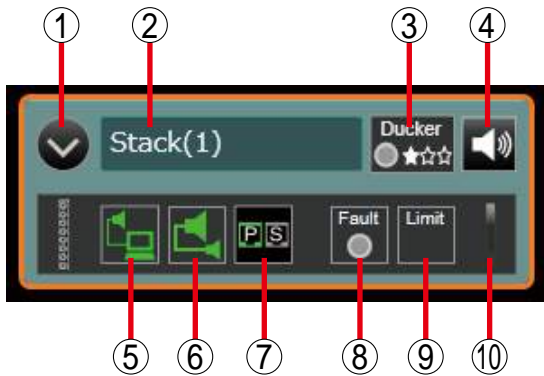 ① ② ③ ④
Stack(1)
Ducker
★☆☆
P S
Fault
Limit
⑤ ⑥ ⑦ ⑧ ⑨ ⑩